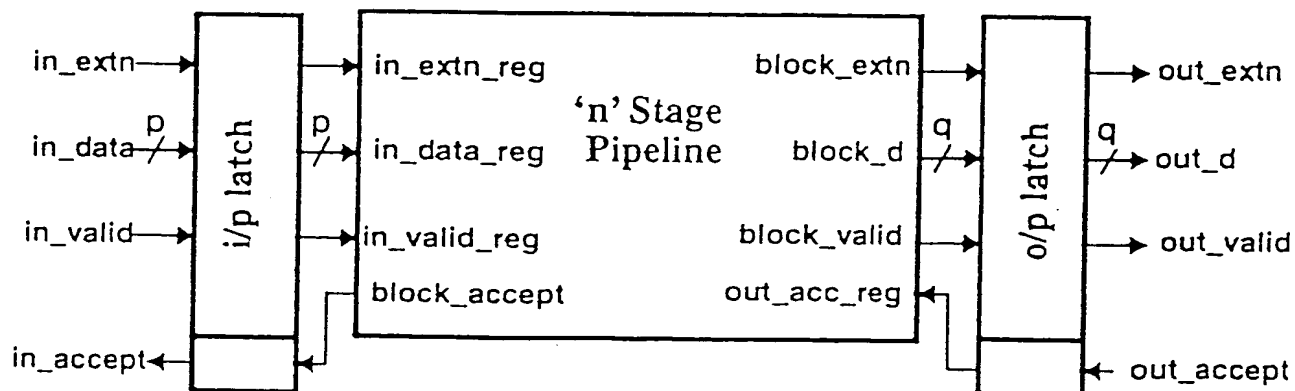 in_extn
in_data
p
in_valid
in_accept
i/p latch
p
in_extn_reg
in_data_reg
in_valid_reg
block_accept
‘n’ Stage
Pipeline
block_extn
block_d
block_valid
out_acc_reg
q
o/p latch
q
out_extn
out_d
out_valid
out_accept